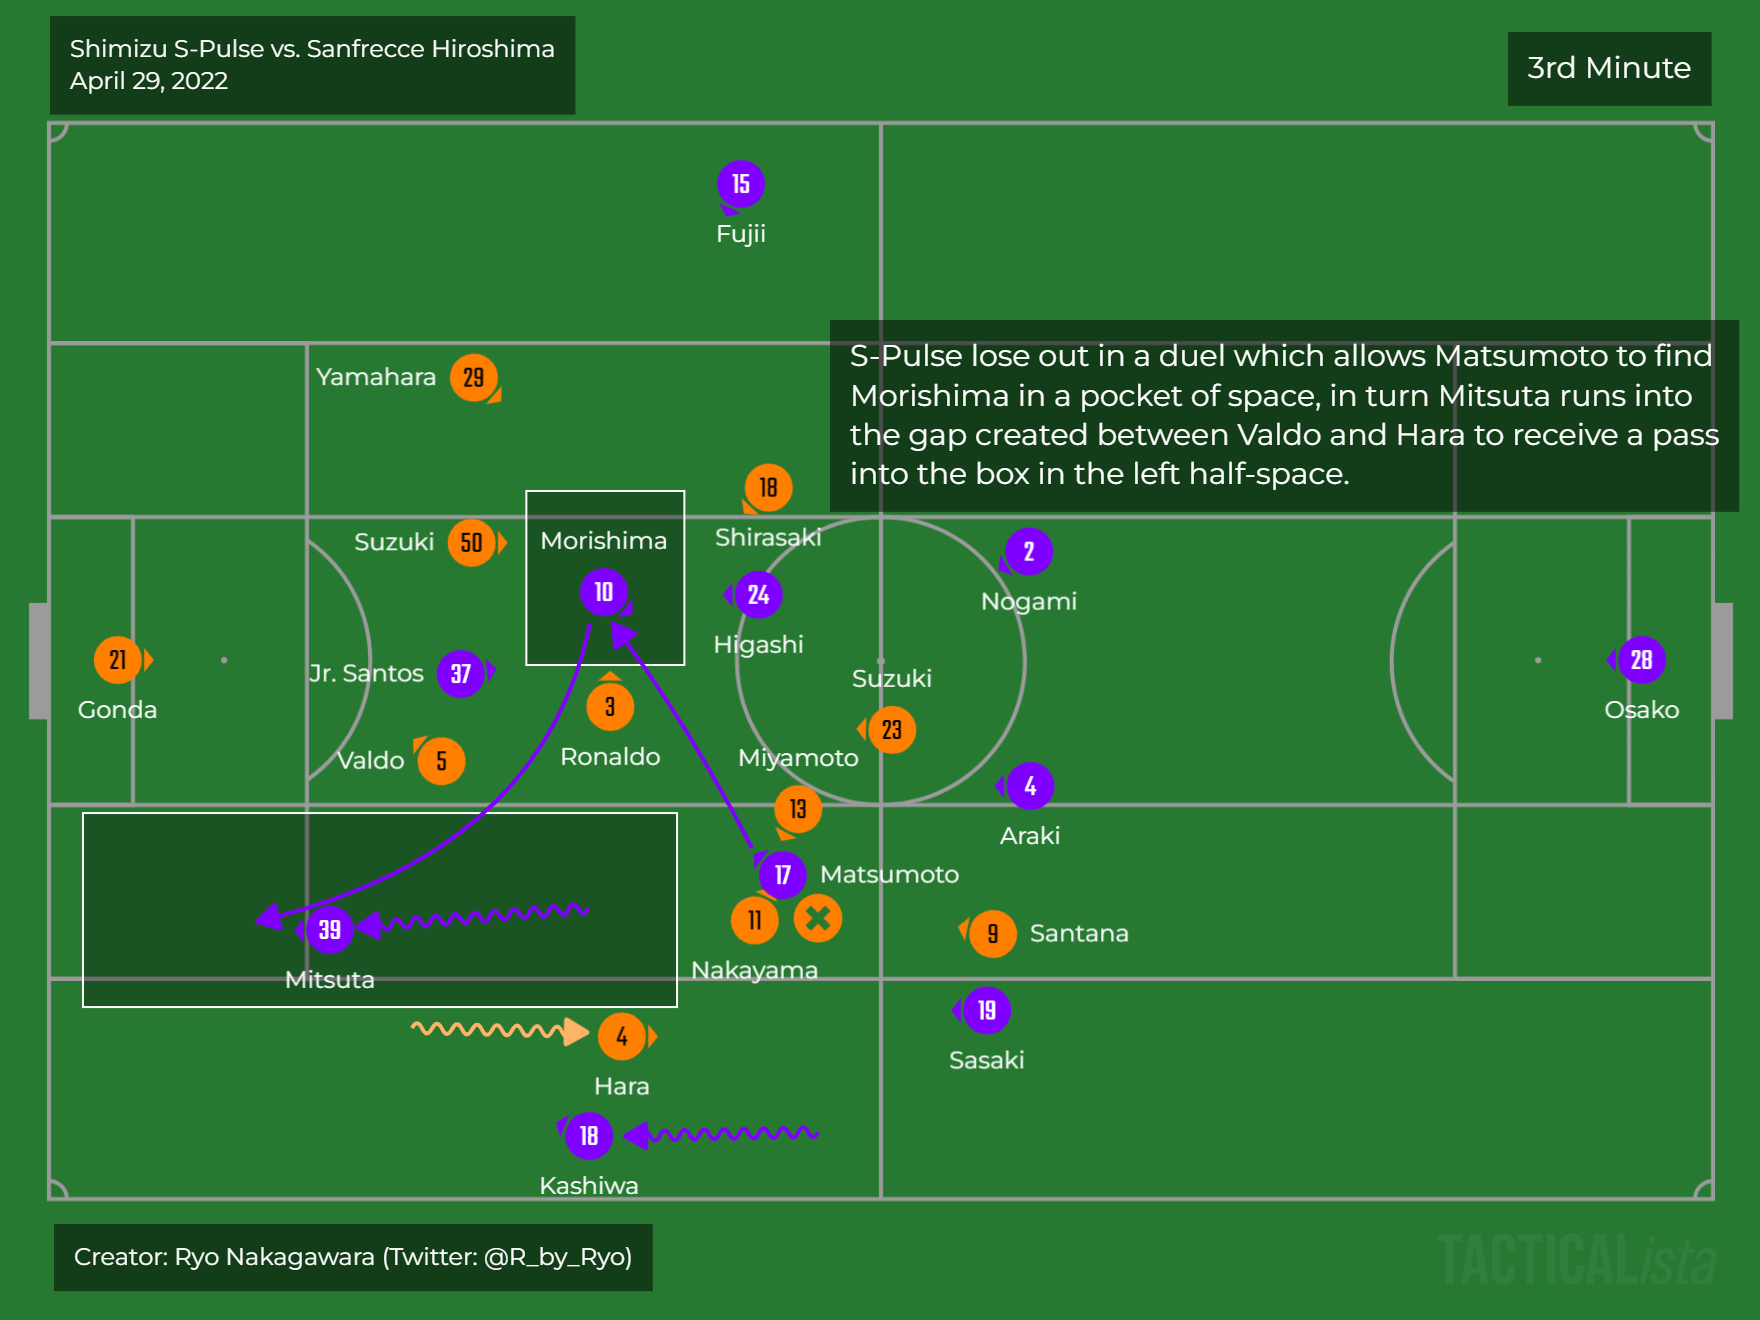 Shimizu S-Pulse vs. Sanfrecce Hiroshima
April 29, 2022
3rd Minute
15
Fujii
S-Pulse lose out in a duel which allows Matsumoto to find
Morishima in a pocket of space, in turn Mitsuta runs into
the gap created between Valdo and Hara to receive a pass
into the box in the left half-space.
Yamahara
29
18
Shirasaki
Suzuki
50
Morishima
10
24
Higashi
2
Nogami
21
Gonda
Jr. Santos
37
Suzuki
23
28
Osako
3
Ronaldo
Valdo
5
Miyamoto
13
4
Araki
17
Matsumoto
11
Nakayama
9
Santana
39
Mitsuta
19
Sasaki
4
Hara
18
Kashiwa
Creator: Ryo Nakagawara (Twitter: @R_by_Ryo)
TACTICALista